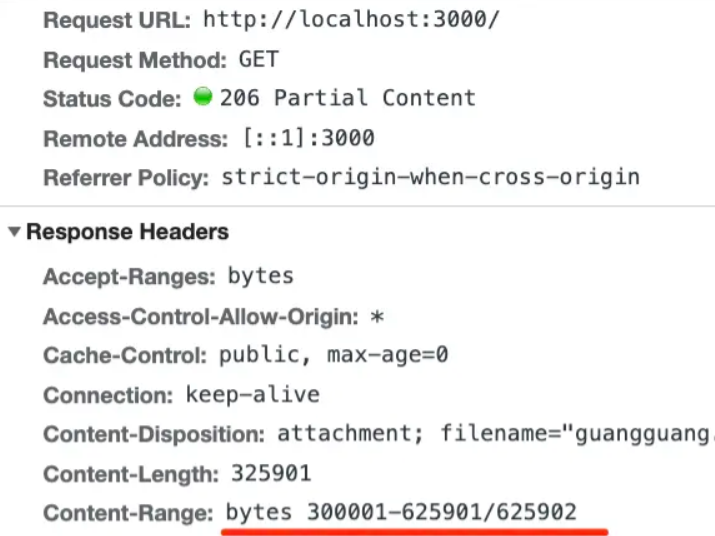 Request URL: http://localhost:3000/
Request Method: GET
Status Code: 206 Partial Content
Remote Address: [::1]:3000
Referrer Policy: strict-origin-when-cross-origin
Response Headers
Accept-Ranges: bytes
Access-Control-Allow-Origin: *
Cache-Control: public, max-age=0
Connection: keep-alive
Content-Disposition: attachment; filename="guangguang.
Content-Length: 325901
Content-Range: bytes 300001-625901/625902